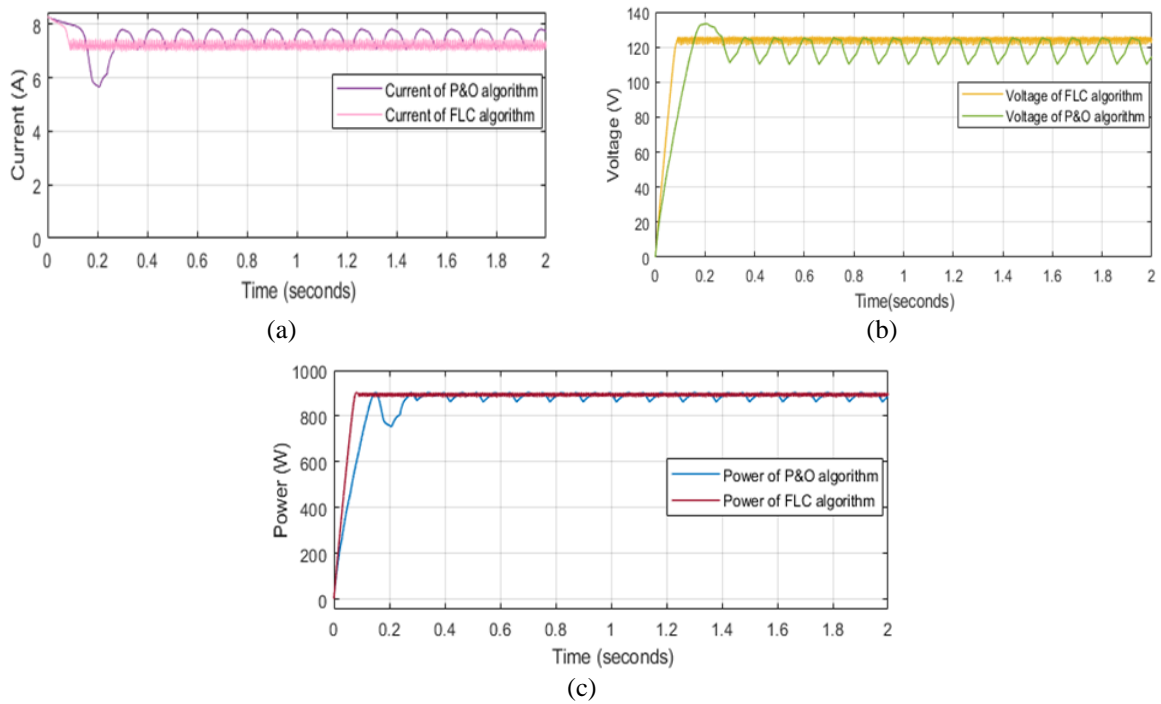 8
6
4
2
0
Current (A)
Current of P&O algorithm
Current of FLC algorithm
0 0.2 0.4 0.6 0.8 1 1.2 1.4 1.6 1.8 2
Time (seconds)
(a)
140
120
100
80
60
40
20
0
Voltage (V)
Voltage of FLC algorithm
Voltage of P&O algorithm
0 0.2 0.4 0.6 0.8 1 1.2 1.4 1.6 1.8 2
Time(seconds)
(b)
1000
800
600
400
200
0
Power (W)
Power of P&O algorithm
Power of FLC algorithm
0 0.2 0.4 0.6 0.8 1 1.2 1.4 1.6 1.8 2
Time (seconds)
(c)